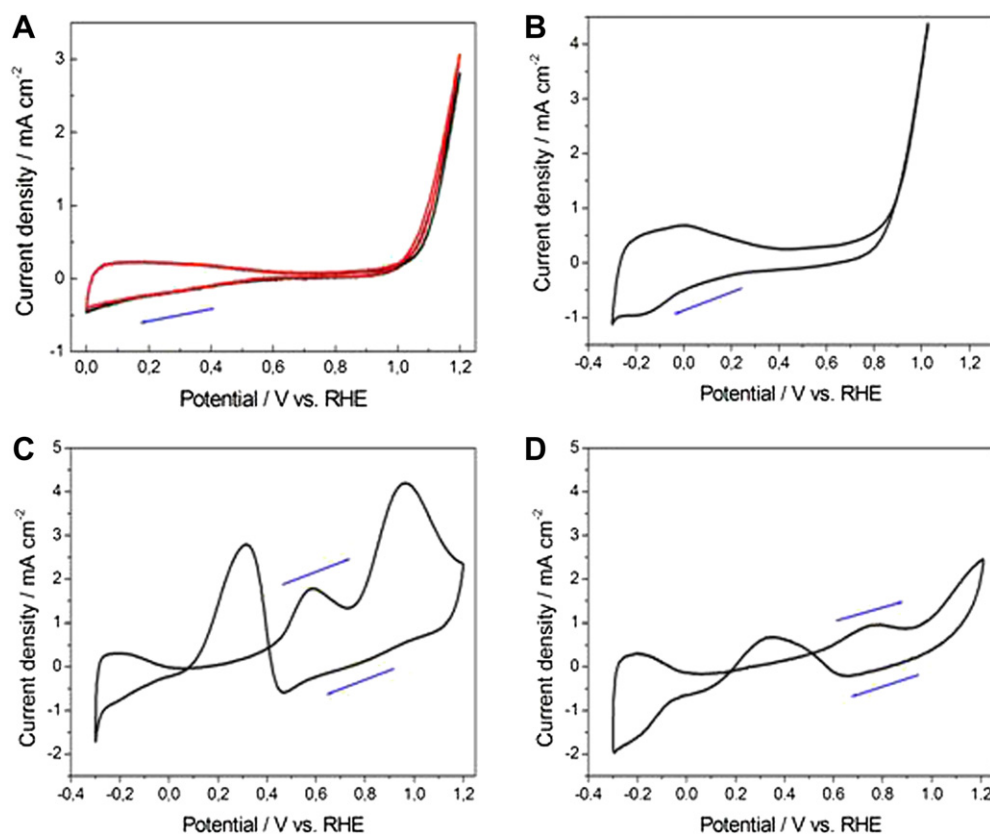 A
Current density / mA cm⁻²
3
2
1
0
-1
0,0 0,2 0,4 0,6 0,8 1,0 1,2
Potential / V vs. RHE
B
Current density / mA cm⁻²
4
3
2
1
0
-1
-0,4 -0,2 0,0 0,2 0,4 0,6 0,8 1,0 1,2
Potential / V vs. RHE
C
Current density / mA cm⁻²
5
4
3
2
1
0
-1
-2
-0,4 -0,2 0,0 0,2 0,4 0,6 0,8 1,0 1,2
Potential / V vs. RHE
D
Current density / mA cm⁻²
5
4
3
2
1
0
-1
-2
-0,4 -0,2 0,0 0,2 0,4 0,6 0,8 1,0 1,2
Potential / V vs. RHE